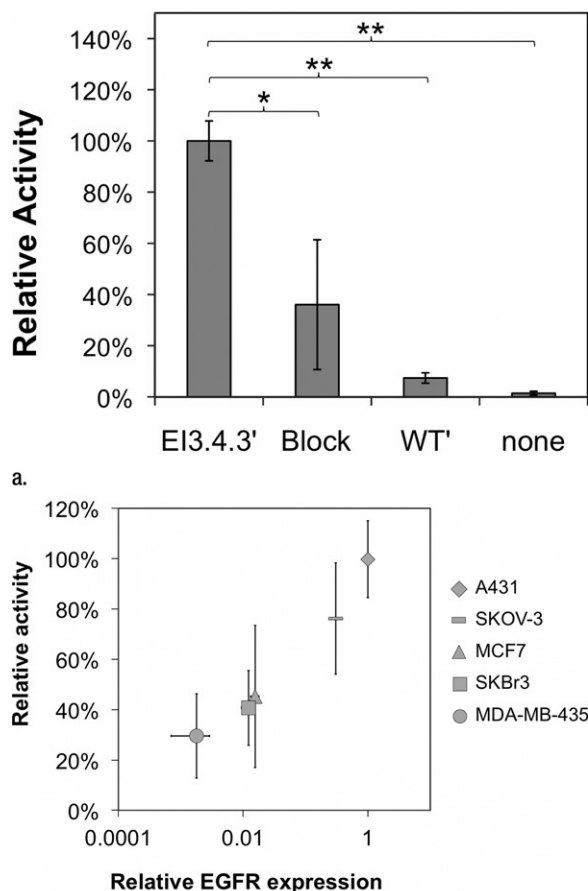 140%
120%
100%
80%
60%
40%
20%
0%
Relative Activity
**
**
*
EI3.4.3' Block WT' none
a.
120%
100%
80%
60%
40%
20%
0%
Relative activity
0.0001 0.01 1
Relative EGFR expression
A431
SKOV-3
MCF7
SKBr3
MDA-MB-435